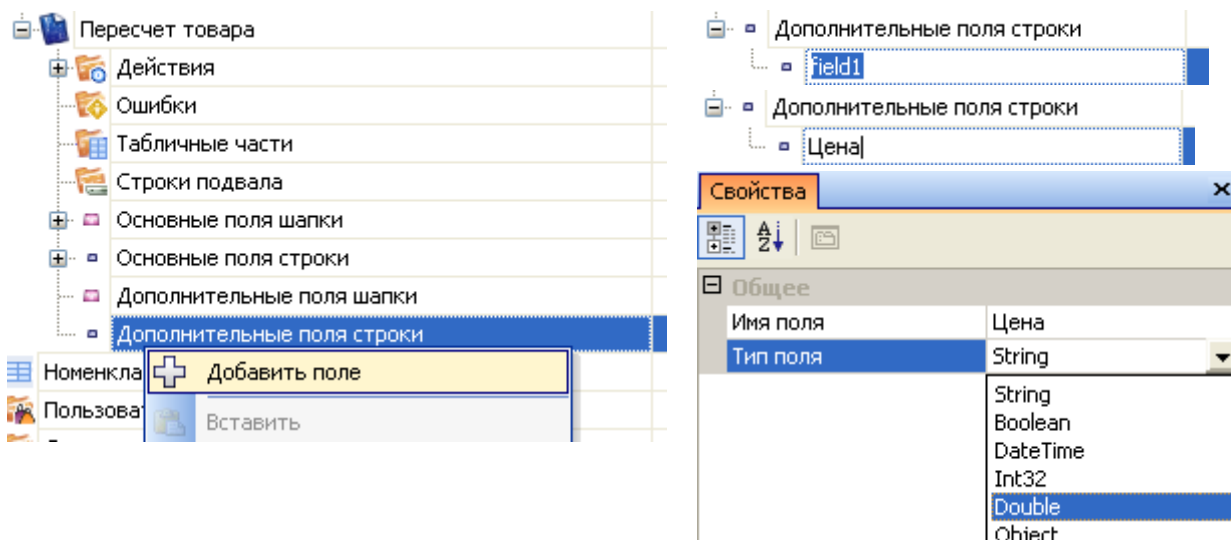 Пересчет товара
Действия
Ошибки
Табличные части
Строки подвала
Основные поля шапки
Основные поля строки
Дополнительные поля шапки
Дополнительные поля строки
Номенкла
Добавить поле
Пользова
Вставить
Дополнительные поля строки
field1
Дополнительные поля строки
Цена
Свойства
Общее
Имя поля Цена
Тип поля String
String
Boolean
DateTime
Int32
Double
Object